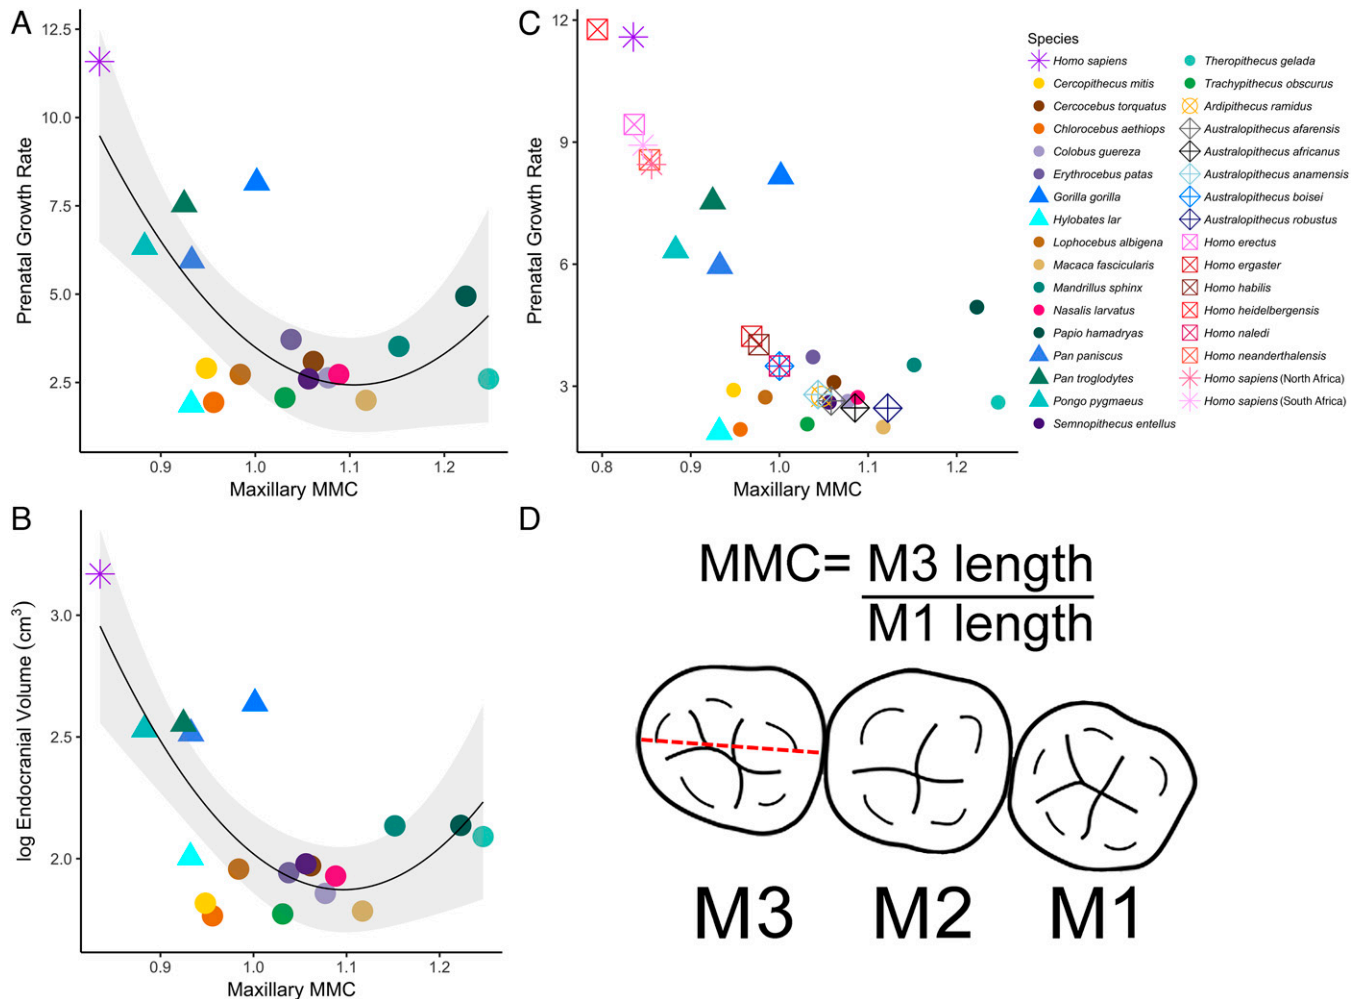 A
12.5
10.0
7.5
5.0
2.5
Prenatal Growth Rate
0.9 1.0 1.1 1.2
Maxillary MMC
B
3.0
2.5
2.0
log Endocranial Volume (cm³)
0.9 1.0 1.1 1.2
Maxillary MMC
C
12
9
6
3
Prenatal Growth Rate
0.8 0.9 1.0 1.1 1.2
Maxillary MMC
Species
Homo sapiens
Cercopithecus mitis
Cercocebus torquatus
Chlorocebus aethiops
Colobus guereza
Erythrocebus patas
Gorilla gorilla
Hylobates lar
Lophocebus albigena
Macaca fascicularis
Mandrillus sphinx
Nasalis larvatus
Papio hamadryas
Pan paniscus
Pan troglodytes
Pongo pygmaeus
Semnopithecus entellus
Theropithecus gelada
Trachypithecus obscurus
Ardipithecus ramidus
Australopithecus afarensis
Australopithecus africanus
Australopithecus anamensis
Australopithecus boisei
Australopithecus robustus
Homo erectus
Homo ergaster
Homo habilis
Homo heidelbergensis
Homo naledi
Homo neanderthalensis
Homo sapiens (North Africa)
Homo sapiens (South Africa)
D
MMC= M3 length
M1 length
M3 M2 M1